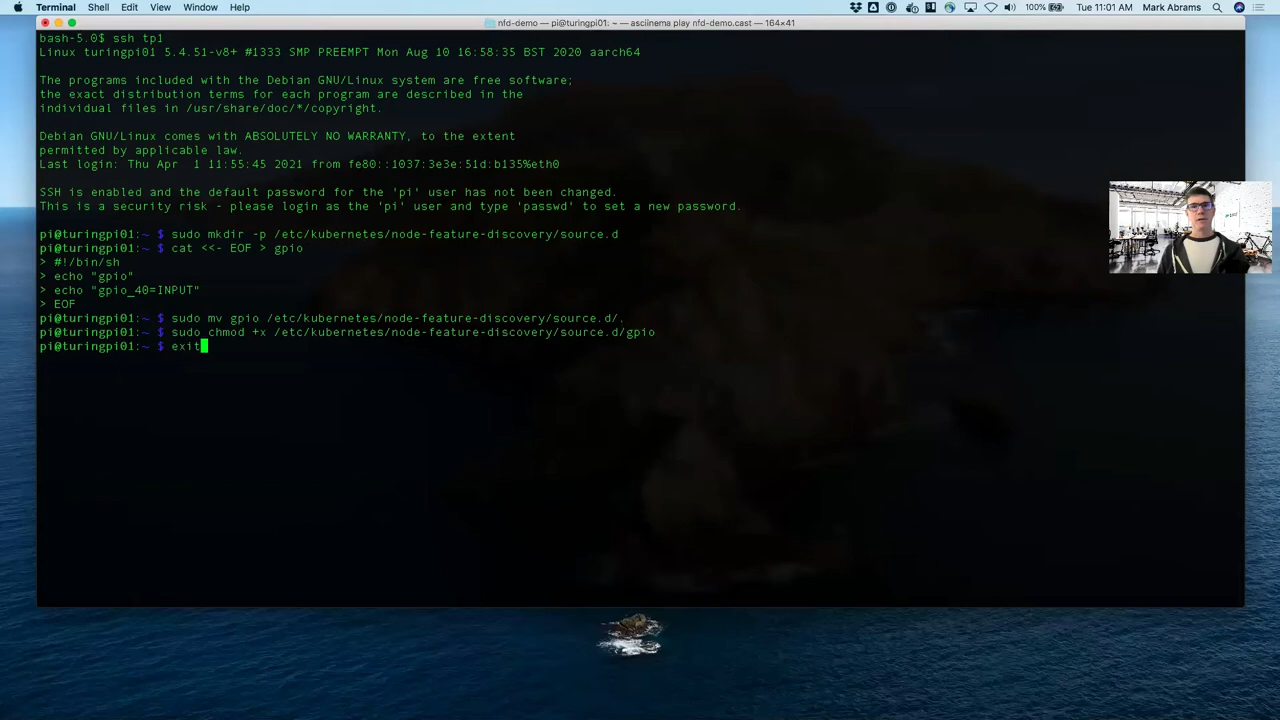 Terminal Shell Edit View Window Help 100% Tue 11:01 AM Mark Abrams
nfd-demo — pi@turingpi01: ~ — asciinema play nfd-demo.cast — 164×41
bash-5.0$ ssh tp1
Linux turingpi01 5.4.51-v8+ #1333 SMP PREEMPT Mon Aug 10 16:58:35 BST 2020 aarch64
The programs included with the Debian GNU/Linux system are free software;
the exact distribution terms for each program are described in the
individual files in /usr/share/doc/*/copyright.
Debian GNU/Linux comes with ABSOLUTELY NO WARRANTY, to the extent
permitted by applicable law.
Last login: Thu Apr  1 11:55:45 2021 from fe80::1037:3e3e:51d:b135%eth0
SSH is enabled and the default password for the 'pi' user has not been changed.
This is a security risk - please login as the 'pi' user and type 'passwd' to set a new password.
pi@turingpi01:~ $ sudo mkdir -p /etc/kubernetes/node-feature-discovery/source.d
pi@turingpi01:~ $ cat <<- EOF > gpio
> #!/bin/sh
> echo "gpio"
> echo "gpio_40=INPUT"
> EOF
pi@turingpi01:~ $ sudo mv gpio /etc/kubernetes/node-feature-discovery/source.d/.
pi@turingpi01:~ $ sudo chmod +x /etc/kubernetes/node-feature-discovery/source.d/gpio
pi@turingpi01:~ $ exit